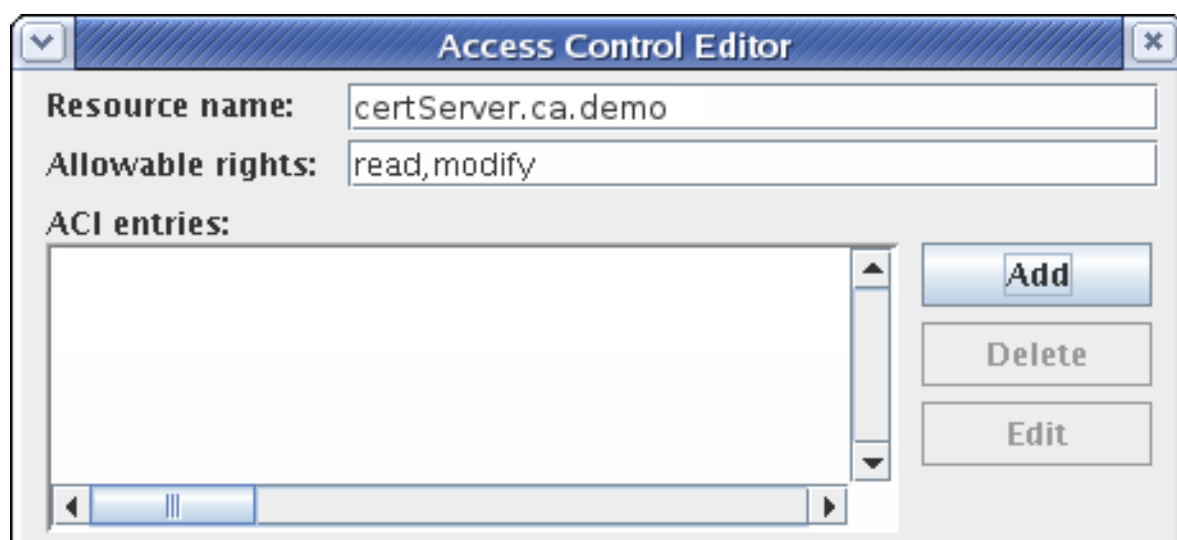 Access Control Editor
Resource name: certServer.ca.demo
Allowable rights: read,modify
ACI entries:
Add
Delete
Edit